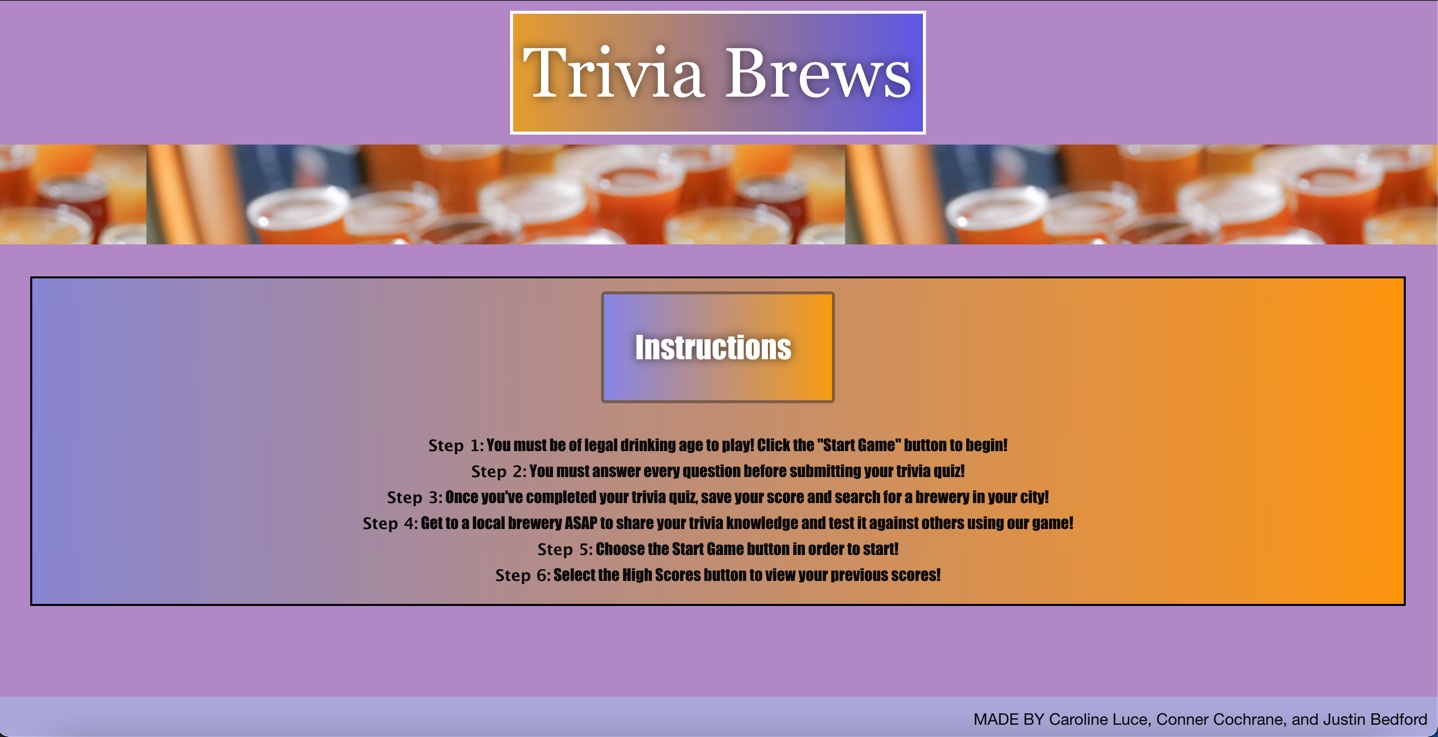 Trivia Brews
Instructions
Step 1: You must be of legal drinking age to play! Click the "Start Game" button to begin!
Step 2: You must answer every question before submitting your trivia quiz!
Step 3: Once you've completed your trivia quiz, save your score and search for a brewery in your city!
Step 4: Get to a local brewery ASAP to share your trivia knowledge and test it against others using our game!
Step 5: Choose the Start Game button in order to start!
Step 6: Select the High Scores button to view your previous scores!
MADE BY Caroline Luce, Conner Cochrane, and Justin Bedford